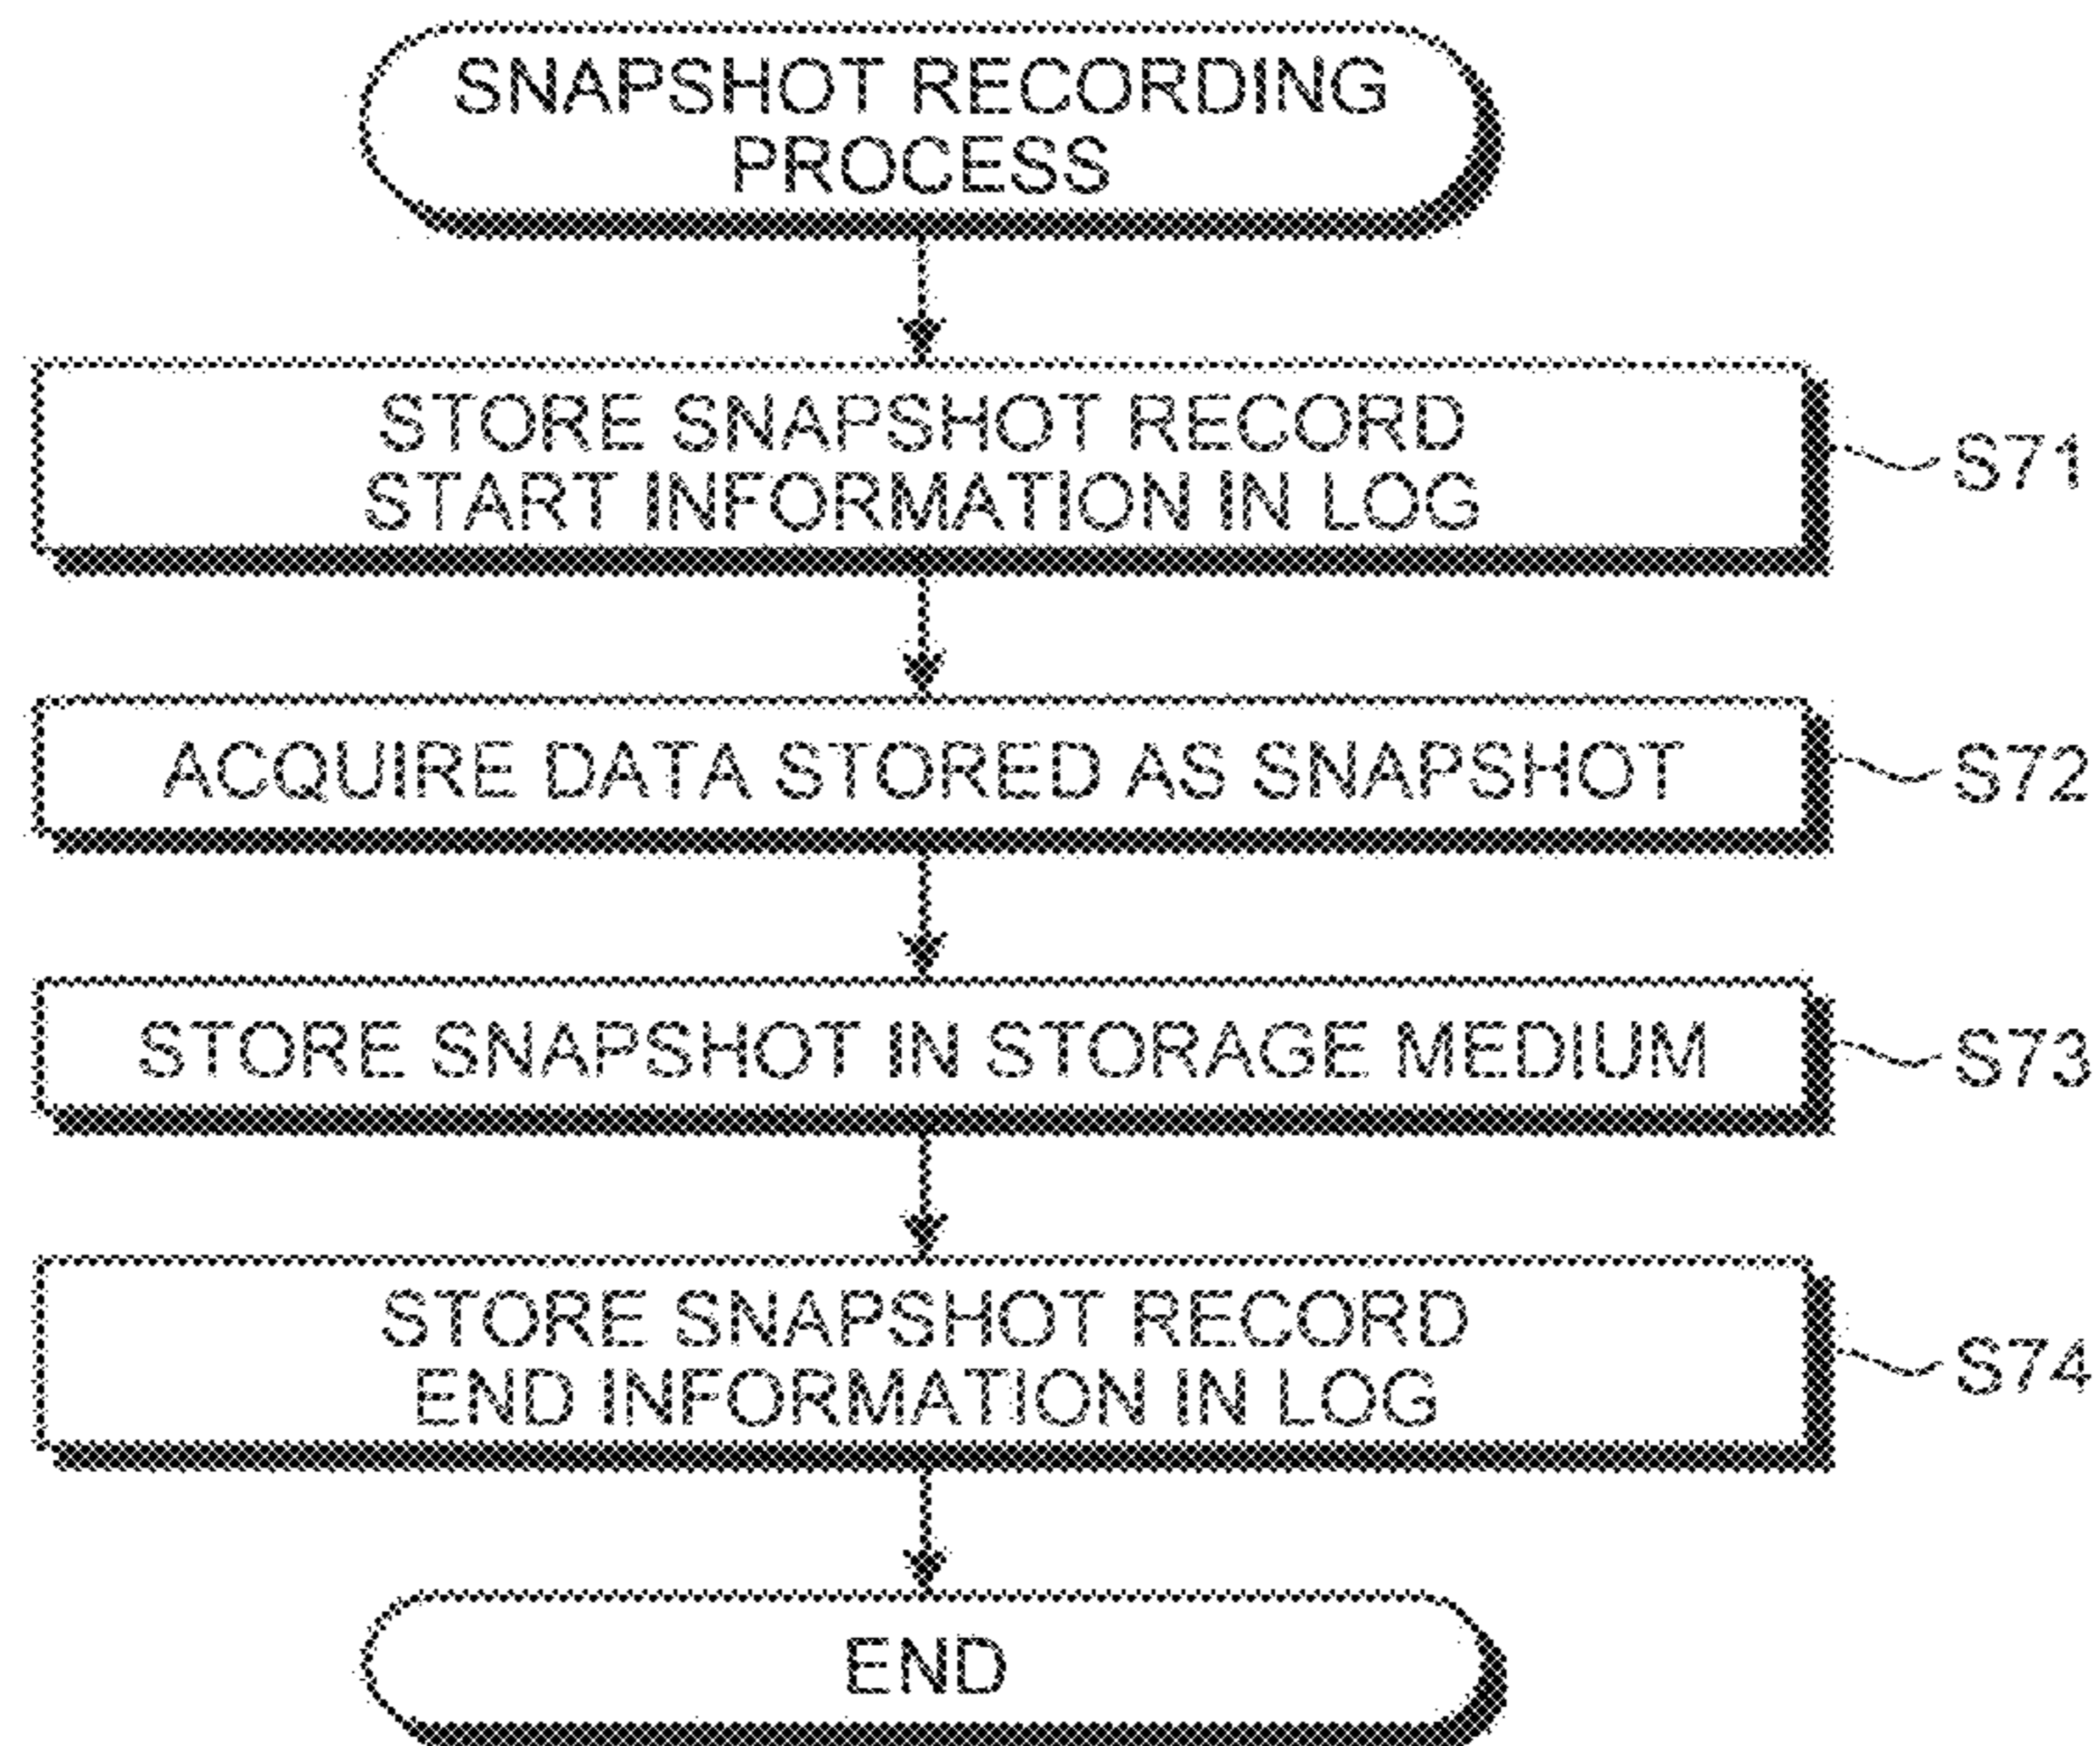 SNAPSHOT RECORDING
PROCESS
STORE SNAPSHOT RECORD
START INFORMATION IN LOG
S71
ACQUIRE DATA STORED AS SNAPSHOT
S72
STORE SNAPSHOT IN STORAGE MEDIUM
S73
STORE SNAPSHOT RECORD
END INFORMATION IN LOG
S74
END